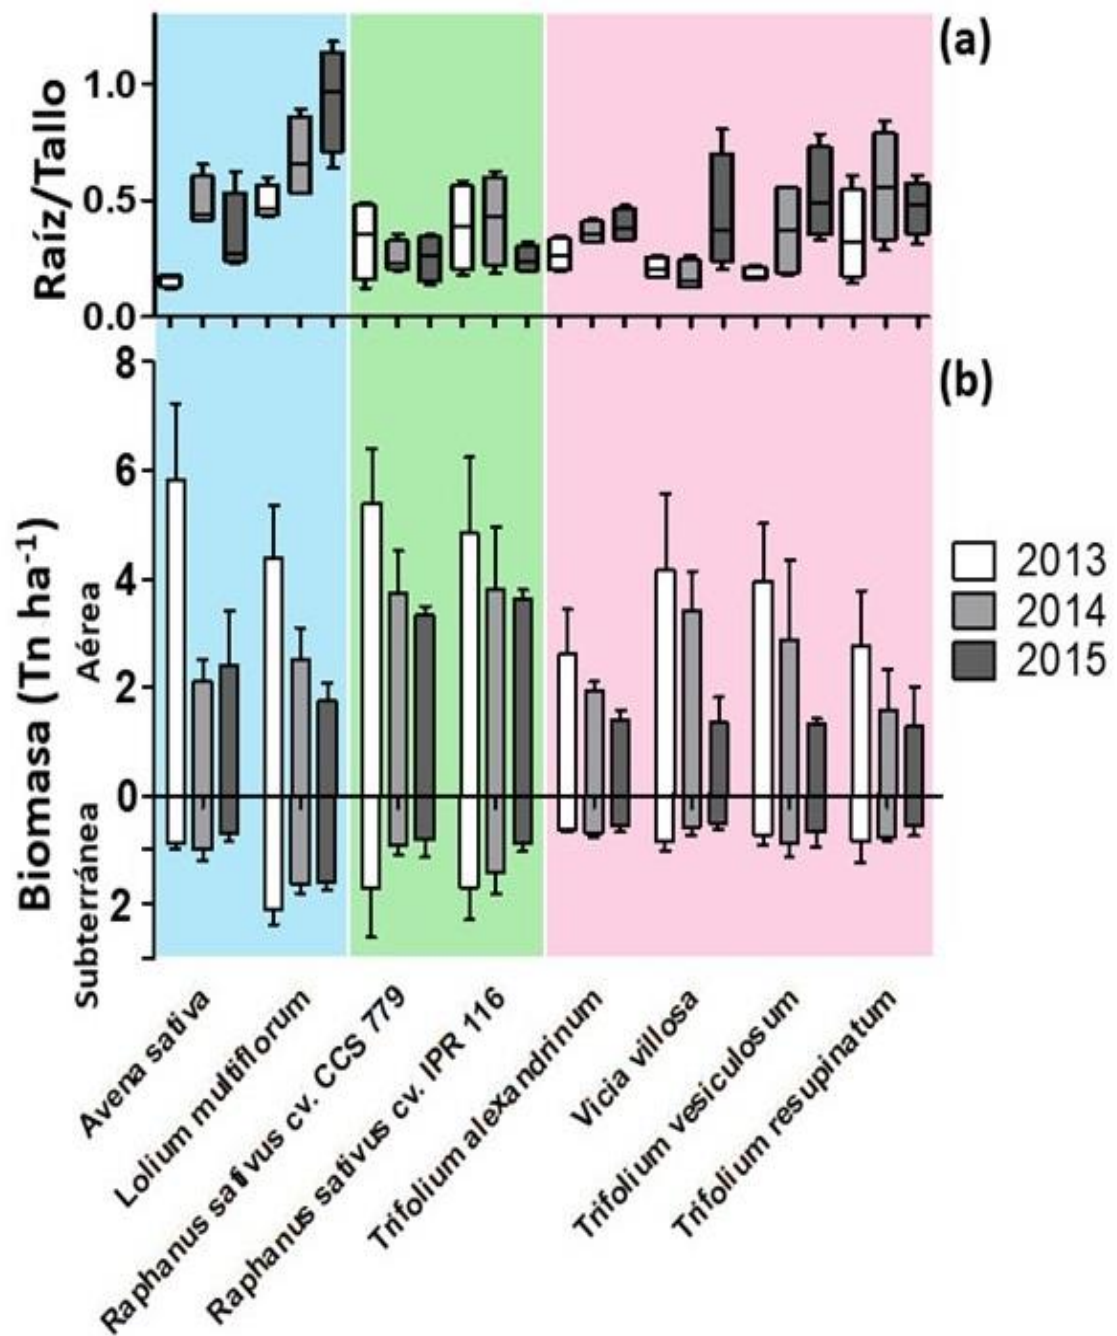 (a)
Raíz/Tallo
1.0
0.5
0.0
(b)
Biomasa (Tn ha⁻¹)
Aérea
Subterránea
8
6
4
2
0
2
2013
2014
2015
Avena sativa
Lolium multiflorum
Raphanus sativus cv. CCS 779
Raphanus sativus cv. IPR 116
Trifolium alexandrinum
Vicia villosa
Trifolium vesiculosum
Trifolium resupinatum